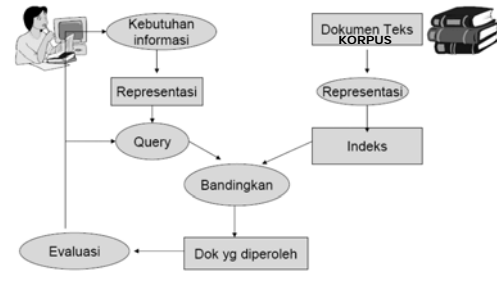 Kebutuhan
informasi
Dokumen Teks
KORPUS
Representasi
Representasi
Query
Indeks
Bandingkan
Evaluasi
Dok yg diperoleh